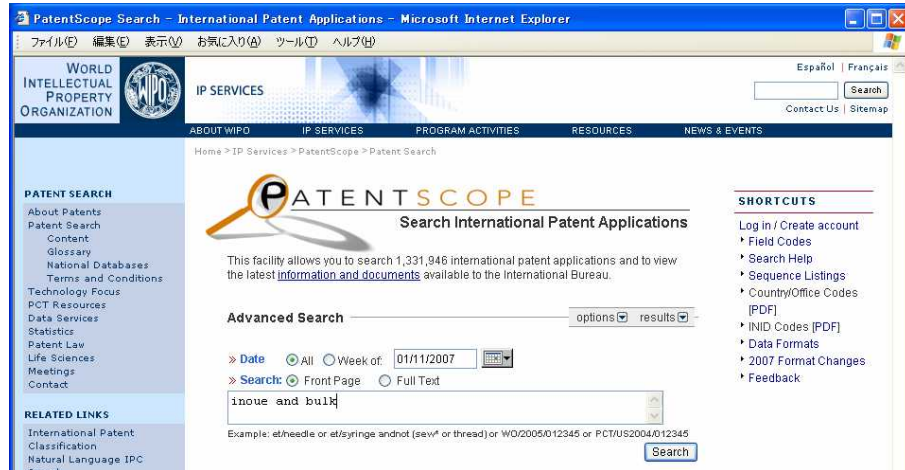 PatentScope Search - International Patent Applications - Microsoft Internet Explorer
ファイル(F) 編集(E) 表示(V) お気に入り(A) ツール(T) ヘルプ(H)
WORLD
INTELLECTUAL
PROPERTY
ORGANIZATION
WIPO
IP SERVICES
Español | Français
Search
Contact Us | Sitemap
ABOUT WIPO IP SERVICES PROGRAM ACTIVITIES RESOURCES NEWS & EVENTS
Home > IP Services > PatentScope > Patent Search
PATENT SEARCH
About Patents
Patent Search
Content
Glossary
National Databases
Terms and Conditions
Technology Focus
PCT Resources
Data Services
Statistics
Patent Law
Life Sciences
Meetings
Contact
RELATED LINKS
International Patent
Classification
Natural Language IPC
PATENTSCOPE
Search International Patent Applications
This facility allows you to search 1,331,946 international patent applications and to view
the latest information and documents available to the International Bureau.
Advanced Search options results
» Date All Week of: 01/11/2007
» Search: Front Page Full Text
inoue and bulk
Example: et/needle or et/syringe andnot (sew* or thread) or WO/2005/012345 or PCT/US2004/012345
Search
SHORTCUTS
Log in / Create account
Field Codes
Search Help
Sequence Listings
Country/Office Codes
[PDF]
INID Codes [PDF]
Data Formats
2007 Format Changes
Feedback